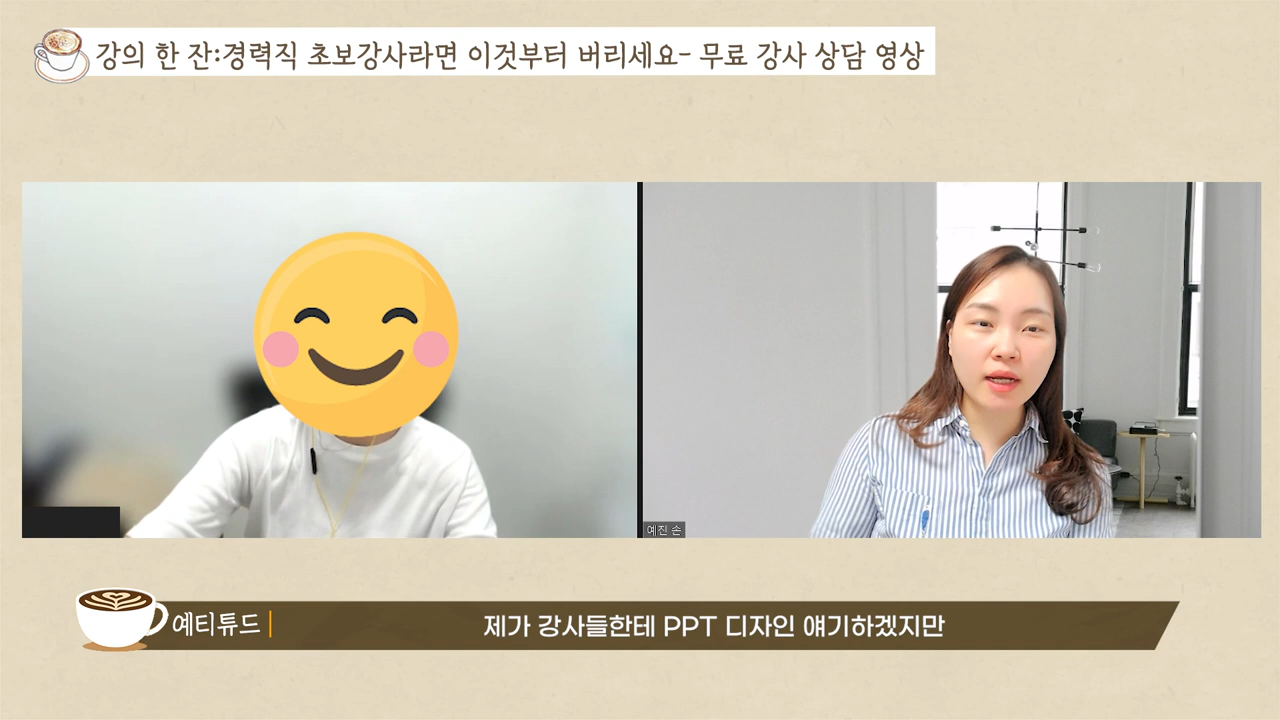 강의 한 잔:경력직 초보강사라면 이것부터 버리세요- 무료 강사 상담 영상
예진 손
예티튜드
제가 강사들한테 PPT 디자인 얘기하겠지만